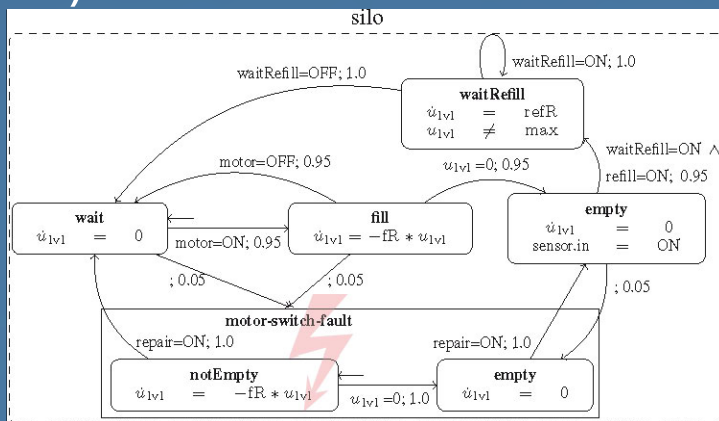 silo
waitRefill=ON; 1.0
waitRefill=OFF; 1.0
waitRefill
u̇lvl = refR
ulvl ≠ max
waitRefill=ON ∧
refill=ON; 0.95
motor=OFF; 0.95
ulvl=0; 0.95
wait
u̇lvl = 0
motor=ON; 0.95
fill
u̇lvl = −fR * ulvl
empty
u̇lvl = 0
sensor.in = ON
; 0.05
; 0.05
; 0.05
motor-switch-fault
repair=ON; 1.0
repair=ON; 1.0
notEmpty
u̇lvl = −fR * ulvl
ulvl=0; 1.0
empty
u̇lvl = 0